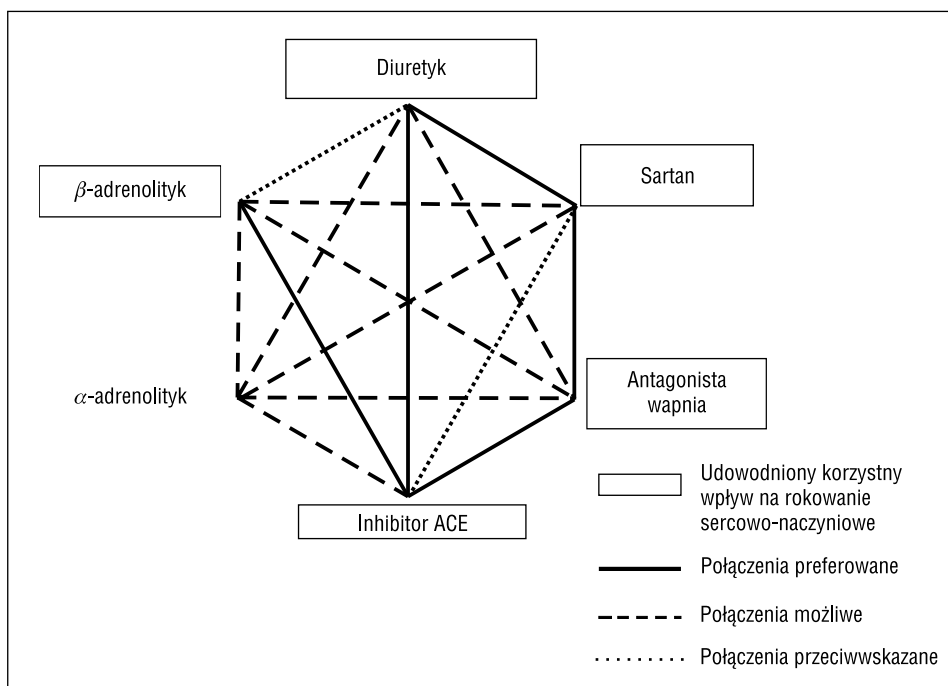 Diuretyk
β-adrenolityk
Sartan
α-adrenolityk
Antagonista
wapnia
Inhibitor ACE
Udowodniony korzystny
wpływ na rokowanie
sercowo-naczyniowe
Połączenia preferowane
Połączenia możliwe
Połączenia przeciwwskazane